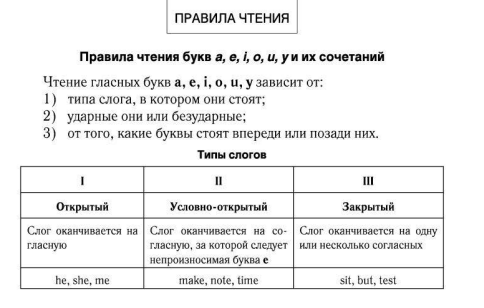 ПРАВИЛА ЧТЕНИЯ
Правила чтения букв a, e, i, o, u, y и их сочетаний
Чтение гласных букв a, e, i, o, u, y зависит от:
1) типа слога, в котором они стоят;
2) ударные они или безударные;
3) от того, какие буквы стоят впереди или позади них.
Типы слогов
I II III
Открытый Условно-открытый Закрытый
Слог оканчивается на Слог оканчивается на со- Слог оканчивается на одну
гласную гласную, за которой следует или несколько согласных
непроизносимая буква e
he, she, me make, note, time sit, but, test